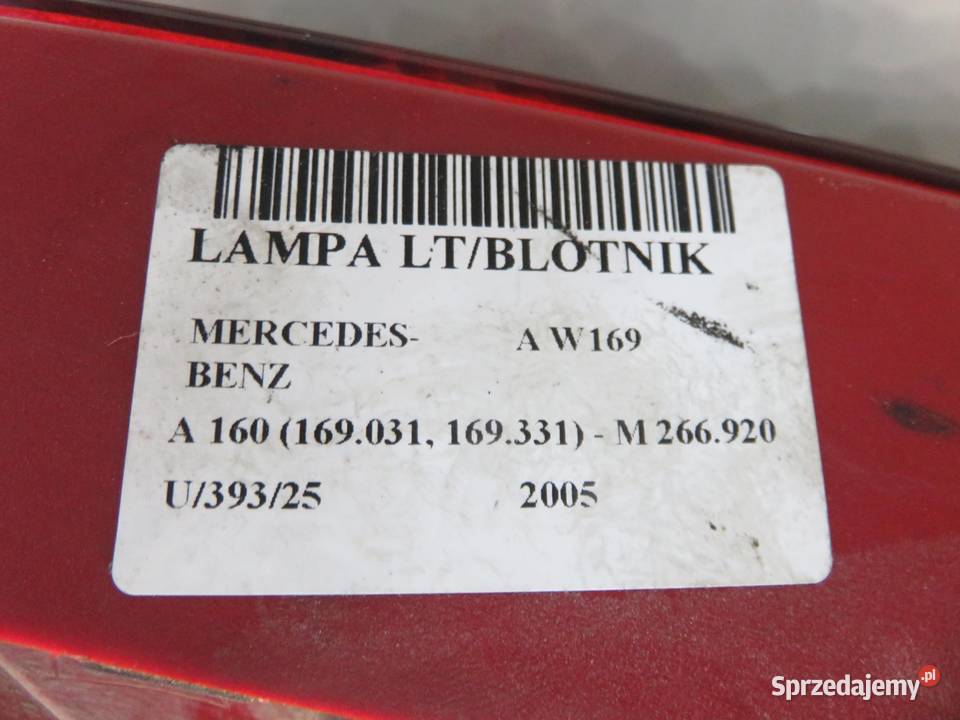 LAMPA LT/BLOTNIK
MERCEDES-
BENZ
A W169
A 160 (169.031, 169.331) - M 266.920
U/393/25 2005
Sprzedajemy.pl